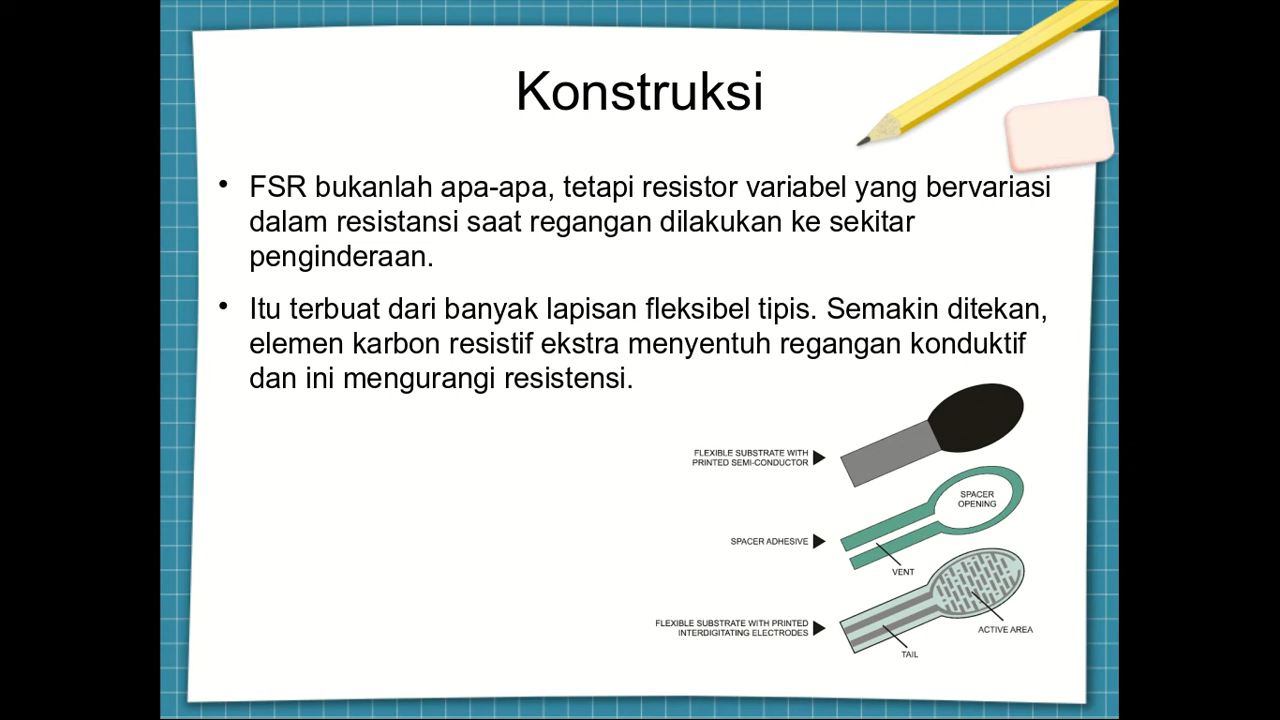 Konstruksi
• FSR bukanlah apa-apa, tetapi resistor variabel yang bervariasi
dalam resistansi saat regangan dilakukan ke sekitar
penginderaan.
• Itu terbuat dari banyak lapisan fleksibel tipis. Semakin ditekan,
elemen karbon resistif ekstra menyentuh regangan konduktif
dan ini mengurangi resistensi.
FLEXIBLE SUBSTRATE WITH
PRINTED SEMI-CONDUCTOR
SPACER
OPENING
SPACER ADHESIVE
VENT
FLEXIBLE SUBSTRATE WITH PRINTED
INTERDIGITATING ELECTRODES
ACTIVE AREA
TAIL